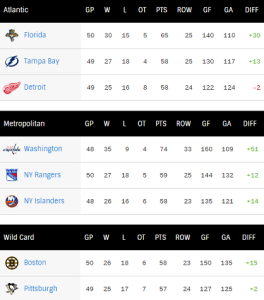 Atlantic GP W L OT PTS ROW GF GA DIFF
Florida 50 30 15 5 65 25 140 110 +30
Tampa Bay 49 27 18 4 58 25 130 117 +13
Detroit 49 25 16 8 58 24 122 124 -2
Metropolitan GP W L OT PTS ROW GF GA DIFF
Washington 48 35 9 4 74 33 160 109 +51
NY Rangers 50 27 18 5 59 25 144 132 +12
NY Islanders 48 26 16 6 58 23 135 121 +14
Wild Card GP W L OT PTS ROW GF GA DIFF
Boston 50 26 18 6 58 23 150 135 +15
Pittsburgh 49 25 17 7 57 24 127 125 +2